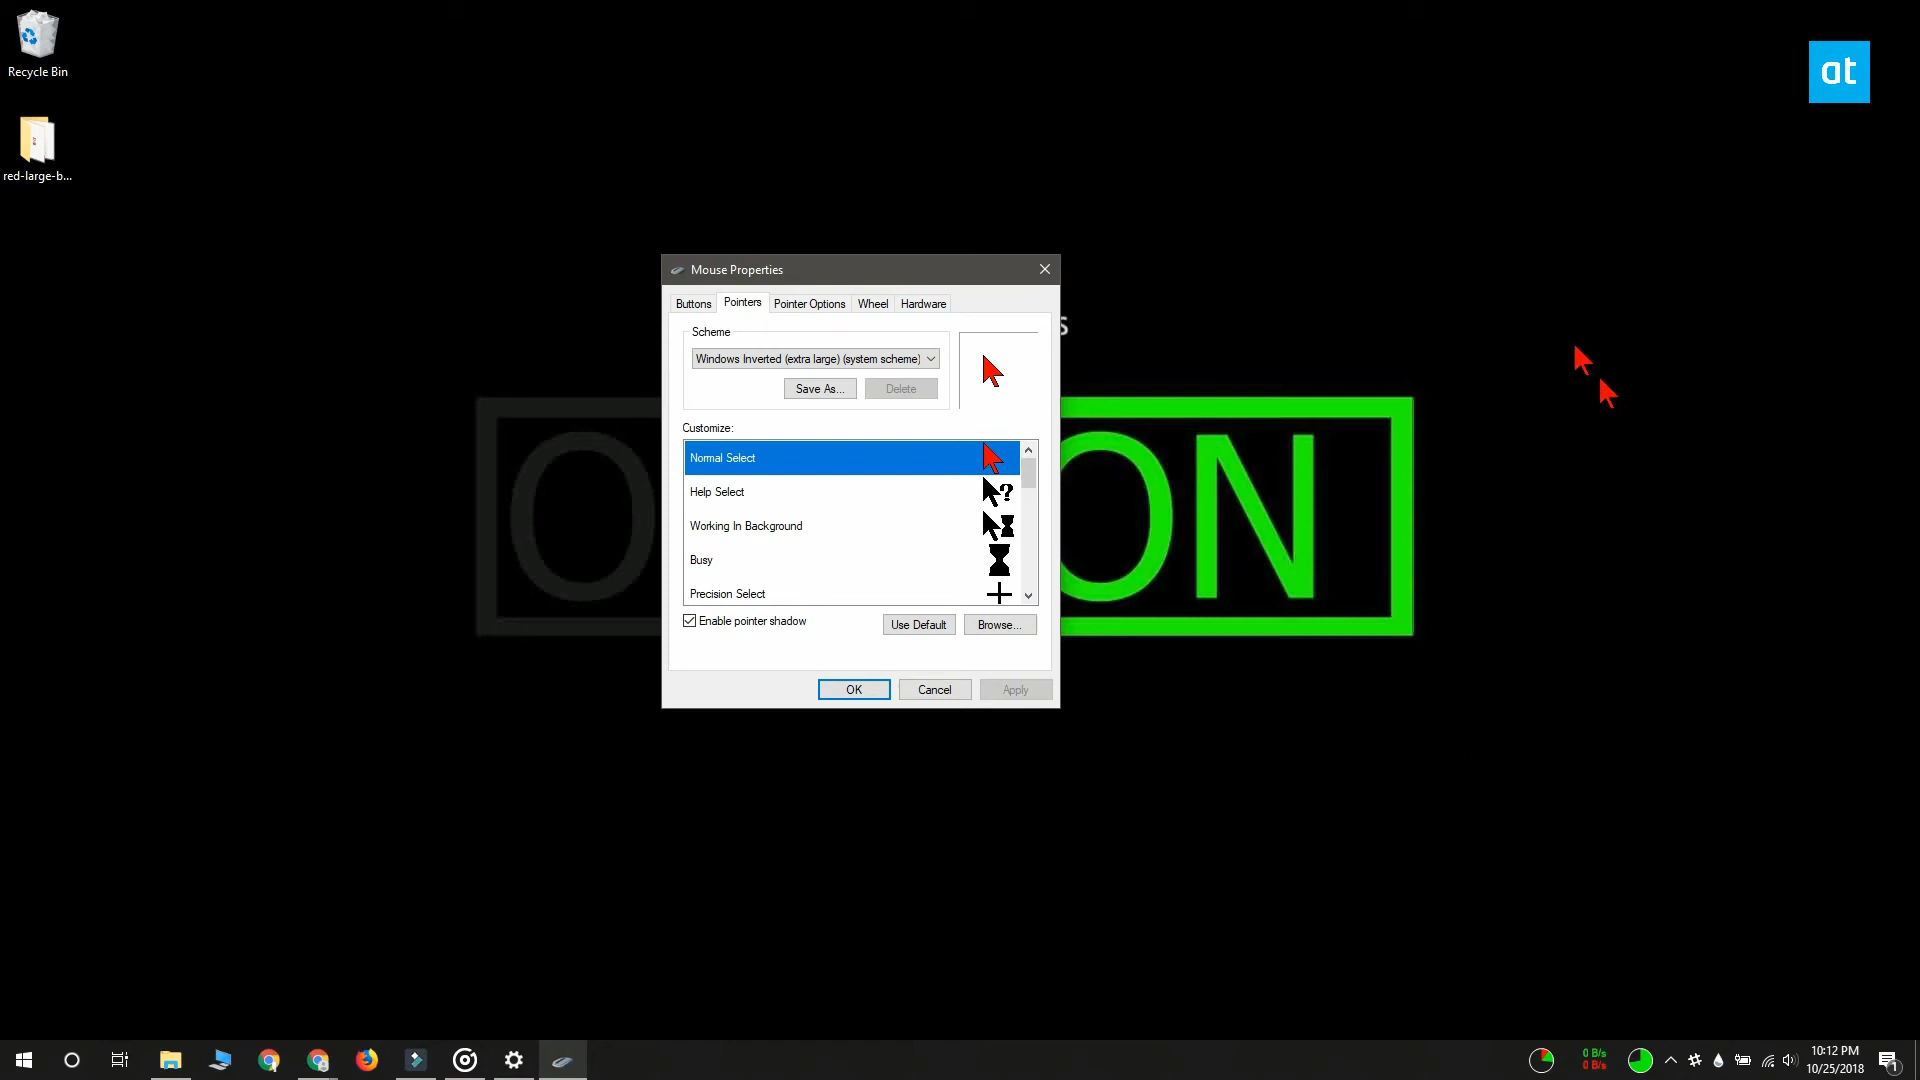 Recycle Bin
at
red-large-b...
Mouse Properties
Buttons
Pointers
Pointer Options
Wheel
Hardware
Scheme
Windows Inverted (extra large) (system scheme)
Save As...
Delete
Customize:
Normal Select
Help Select
Working In Background
Busy
Precision Select
Enable pointer shadow
Use Default
Browse...
OK
Cancel
Apply
s
O
ON
0 B/s
0 B/s
10:12 PM
10/25/2018
1